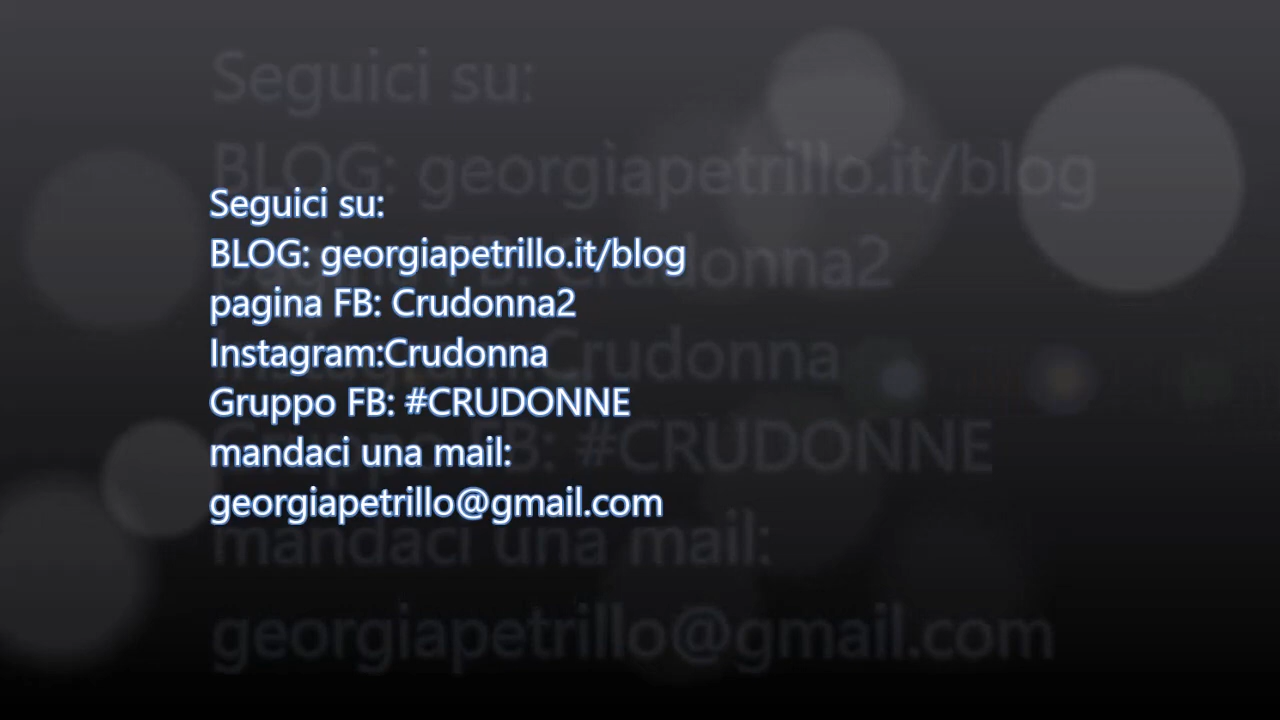 Seguici su:
BLOG: georgiapetrillo.it/blog
pagina FB: Crudonna2
Instagram:Crudonna
Gruppo FB: #CRUDONNE
mandaci una mail:
georgiapetrillo@gmail.com